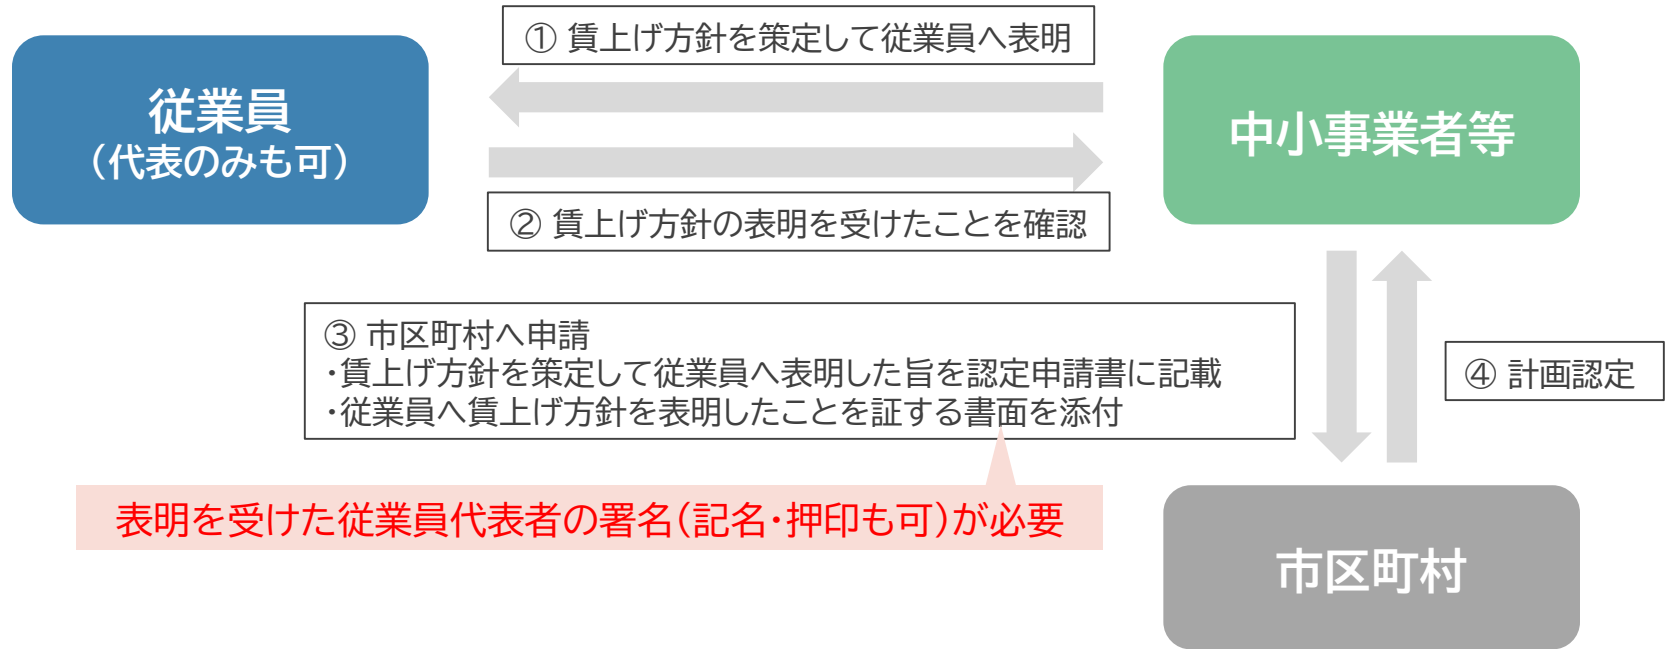 ① 賃上げ方針を策定して従業員へ表明
従業員
（代表のみも可）
中小事業者等
② 賃上げ方針の表明を受けたことを確認
③ 市区町村へ申請
・賃上げ方針を策定して従業員へ表明した旨を認定申請書に記載
・従業員へ賃上げ方針を表明したことを証する書面を添付
④ 計画認定
表明を受けた従業員代表者の署名（記名・押印も可）が必要
市区町村